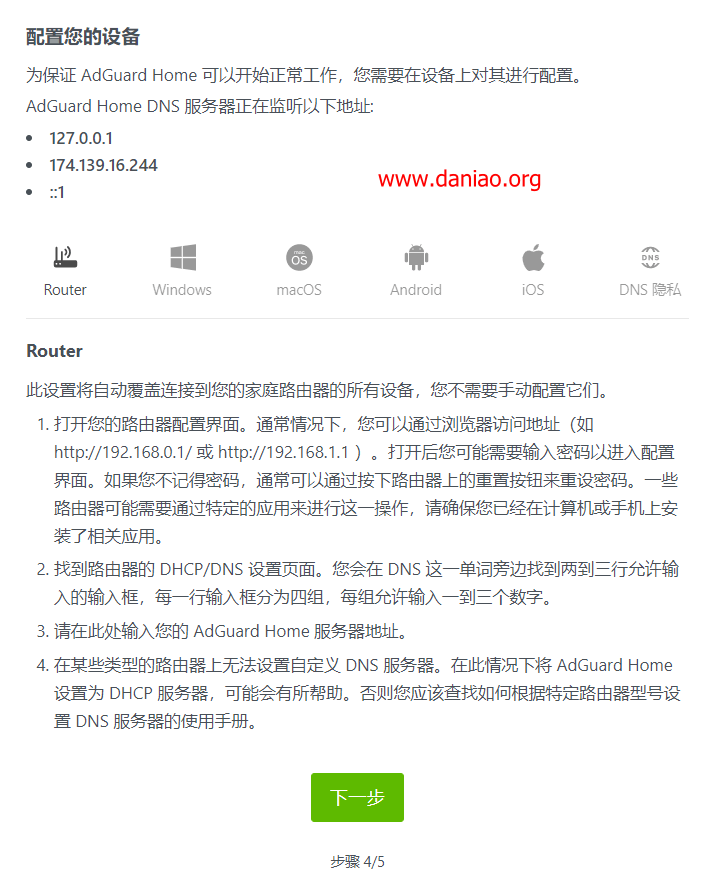 配置您的设备
为保证 AdGuard Home 可以开始正常工作，您需要在设备上对其进行配置。
AdGuard Home DNS 服务器正在监听以下地址:
• 127.0.0.1
• 174.139.16.244
• ::1
www.daniao.org
mac OS
DNS
Router Windows macOS Android iOS DNS 隐私
Router
此设置将自动覆盖连接到您的家庭路由器的所有设备，您不需要手动配置它们。
1. 打开您的路由器配置界面。通常情况下，您可以通过浏览器访问地址（如
http://192.168.0.1/ 或 http://192.168.1.1 ）。打开后您可能需要输入密码以进入配置
界面。如果您不记得密码，通常可以通过按下路由器上的重置按钮来重设密码。一些
路由器可能需要通过特定的应用来进行这一操作，请确保您已经在计算机或手机上安
装了相关应用。
2. 找到路由器的 DHCP/DNS 设置页面。您会在 DNS 这一单词旁边找到两到三行允许输
入的输入框，每一行输入框分为四组，每组允许输入一到三个数字。
3. 请在此处输入您的 AdGuard Home 服务器地址。
4. 在某些类型的路由器上无法设置自定义 DNS 服务器。在此情况下将 AdGuard Home
设置为 DHCP 服务器，可能会有所帮助。否则您应该查找如何根据特定路由器型号设
置 DNS 服务器的使用手册。
下一步
步骤 4/5